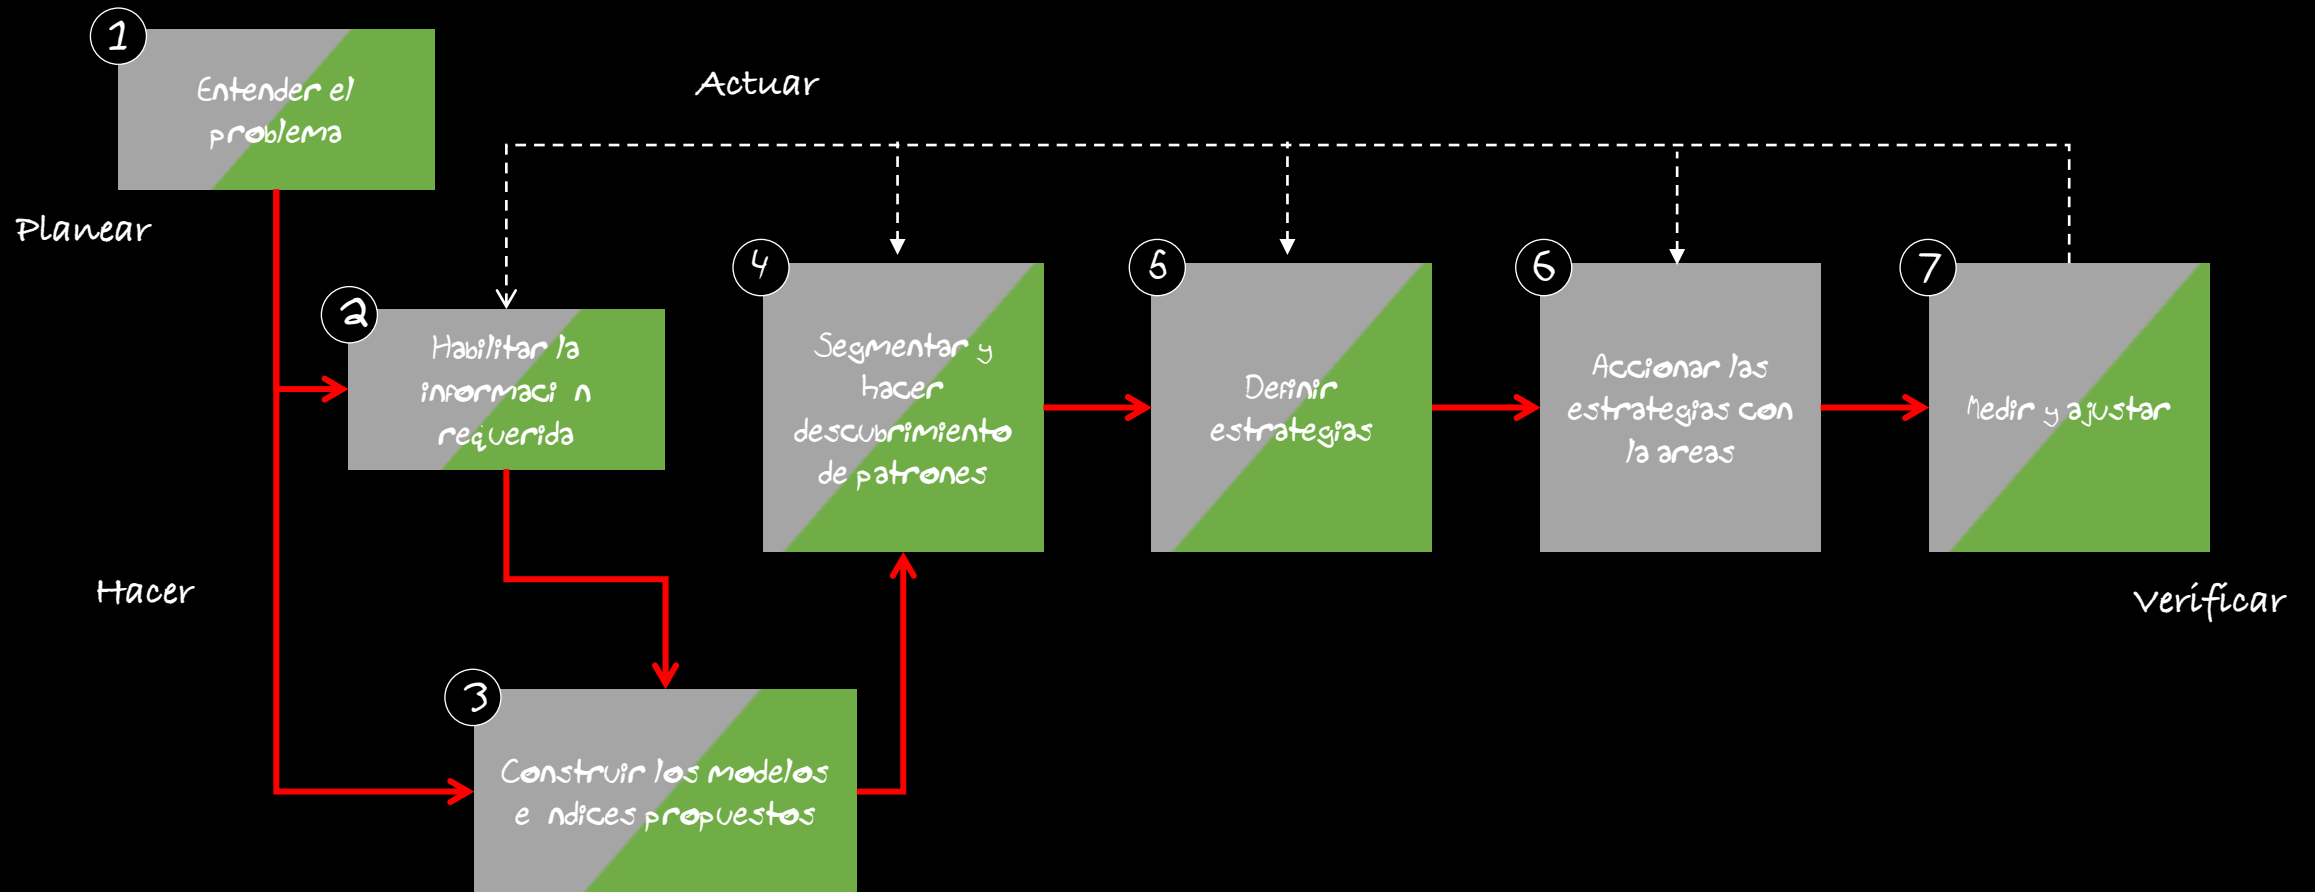 1
Entender el
problema
Actuar
Planear
2
Habilitar la
informaci n
requerida
4
Segmentar y
hacer
descubrimiento
de patrones
5
Definir
estrategias
6
Accionar las
estrategias con
la areas
7
Medir y ajustar
Hacer
Verificar
3
Construir los modelos
e ndices propuestos